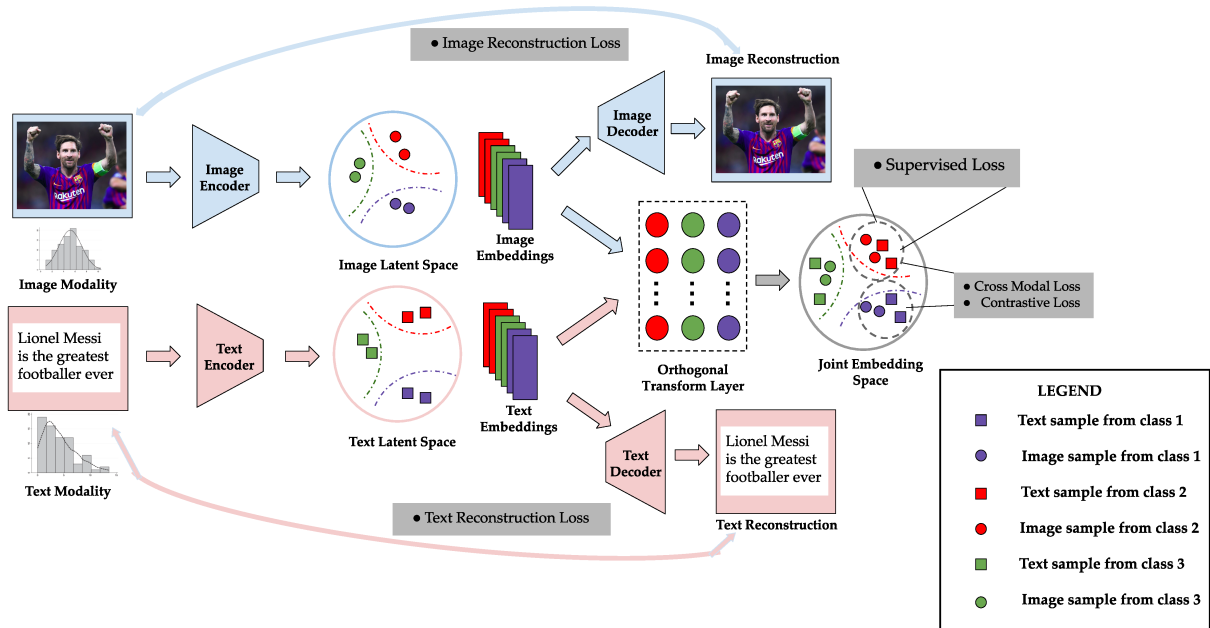 ● Image Reconstruction Loss
Image Reconstruction
Rakuten
Image
Encoder
Image
Decoder
Rakuten
● Supervised Loss
Image Modality
Image Latent Space
Image
Embeddings
● Cross Modal Loss
● Contrastive Loss
Lionel Messi
is the greatest
footballer ever
Text
Encoder
Text Latent Space
Text
Embeddings
Orthogonal
Transform Layer
Joint Embedding
Space
Text Modality
Text
Decoder
Lionel Messi
is the greatest
footballer ever
Text Reconstruction
● Text Reconstruction Loss
LEGEND
Text sample from class 1
Image sample from class 1
Text sample from class 2
Image sample from class 2
Text sample from class 3
Image sample from class 3